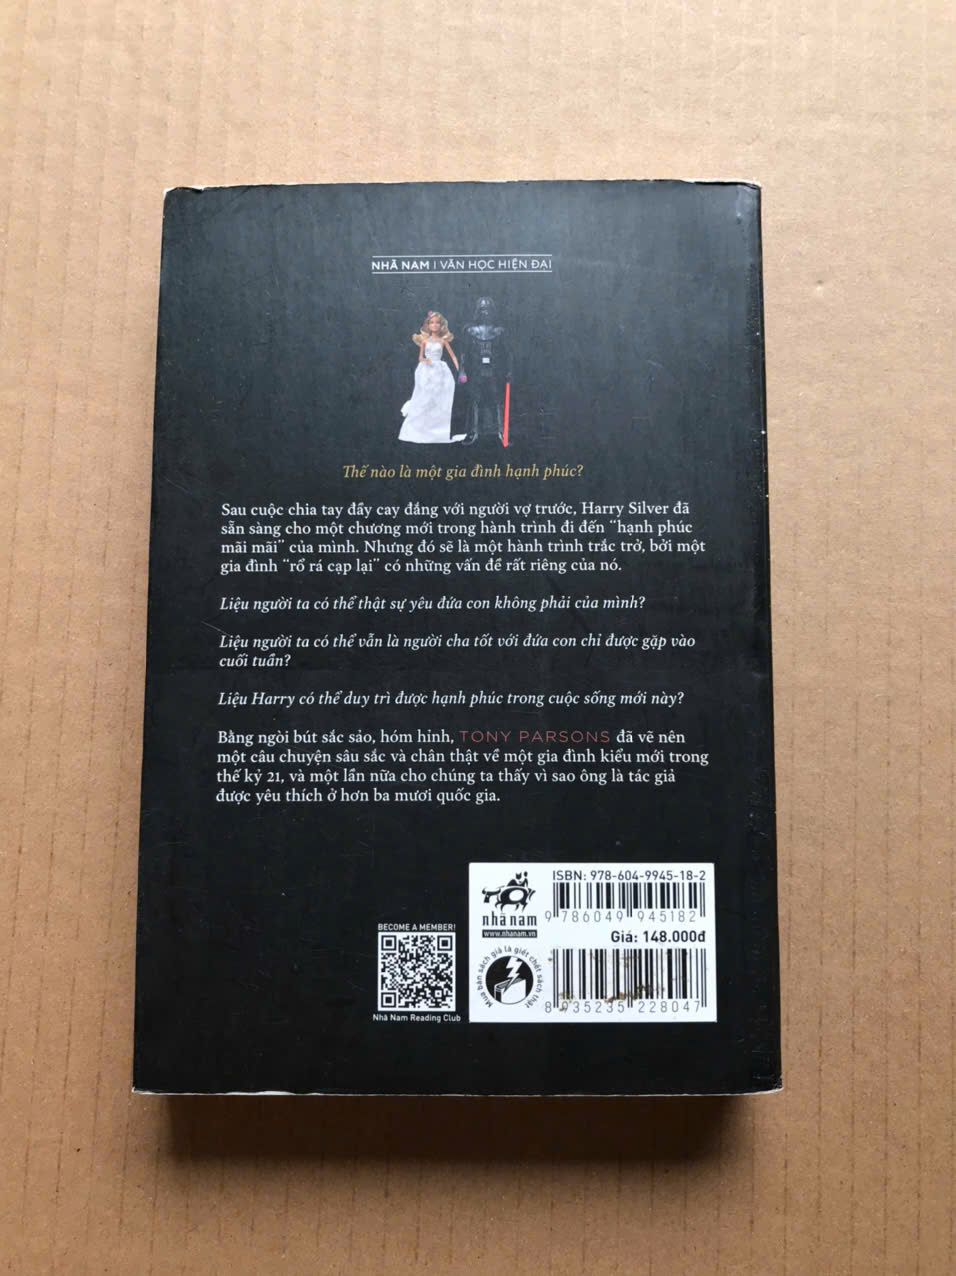 NHÃ NAM | VĂN HỌC HIỆN ĐẠI
Thế nào là một gia đình hạnh phúc?
Sau cuộc chia tay đầy cay đắng với người vợ trước, Harry Silver đã
sẵn sàng cho một chương mới trong hành trình đi đến “hạnh phúc
mãi mãi” của mình. Nhưng đó sẽ là một hành trình trắc trở, bởi một
gia đình “rổ rá cạp lại” có những vấn đề rất riêng của nó.
Liệu người ta có thể thật sự yêu đứa con không phải của mình?
Liệu người ta có thể vẫn là người cha tốt với đứa con chỉ được gặp vào
cuối tuần?
Liệu Harry có thể duy trì được hạnh phúc trong cuộc sống mới này?
Bằng ngòi bút sắc sảo, hóm hỉnh, TONY PARSONS đã vẽ nên
một câu chuyện sâu sắc và chân thật về một gia đình kiểu mới trong
thế kỷ 21, và một lần nữa cho chúng ta thấy vì sao ông là tác giả
được yêu thích ở hơn ba mươi quốc gia.
BECOME A MEMBER!
Nhã Nam Reading Club
nhã nam
www.nhanam.vn
ISBN: 978-604-9945-18-2
9 786049 945182
Giá: 148.000đ
Mua bán sách giả là giết chết sách thật
8 935235 228047